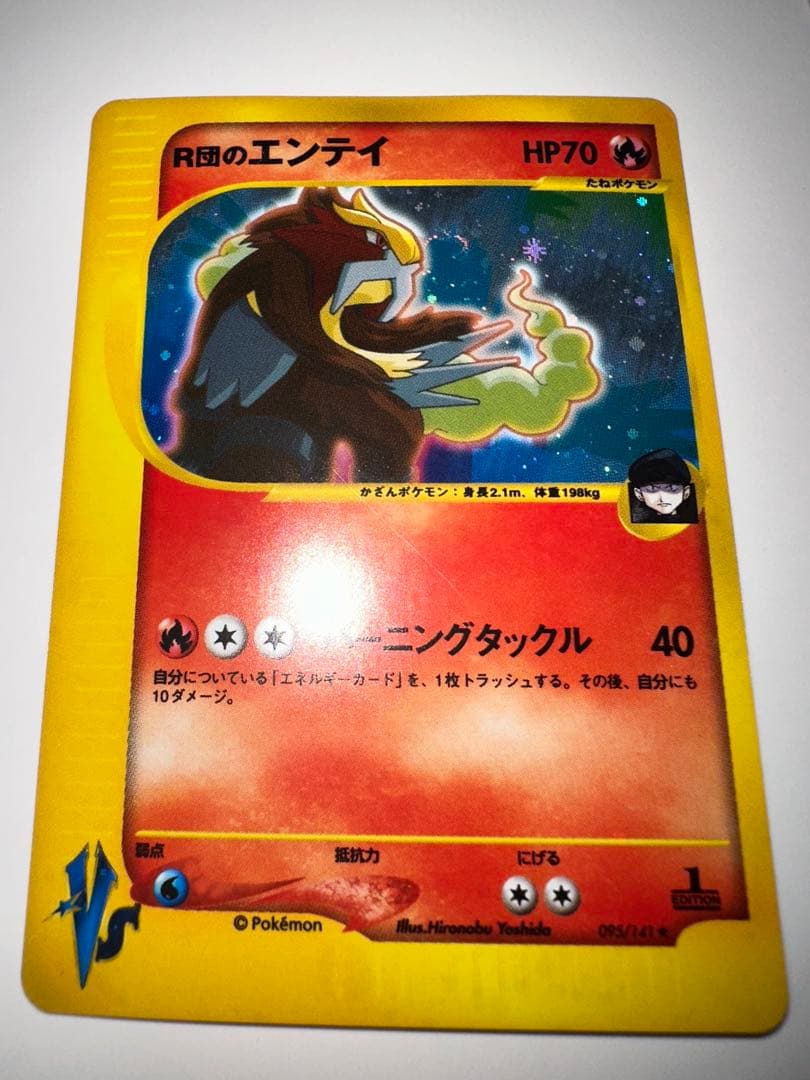 R団のエンテイ HP70
たねポケモン
かざんポケモン：身長2.1m、体重198kg
ニングタックル 40
自分についている「エネルギーカード」を、1枚トラッシュする。その後、自分にも
10ダメージ。
弱点 抵抗力 にげる
1
EDITION
VS
©Pokémon Illus.Hironobu Yoshida 095/141★